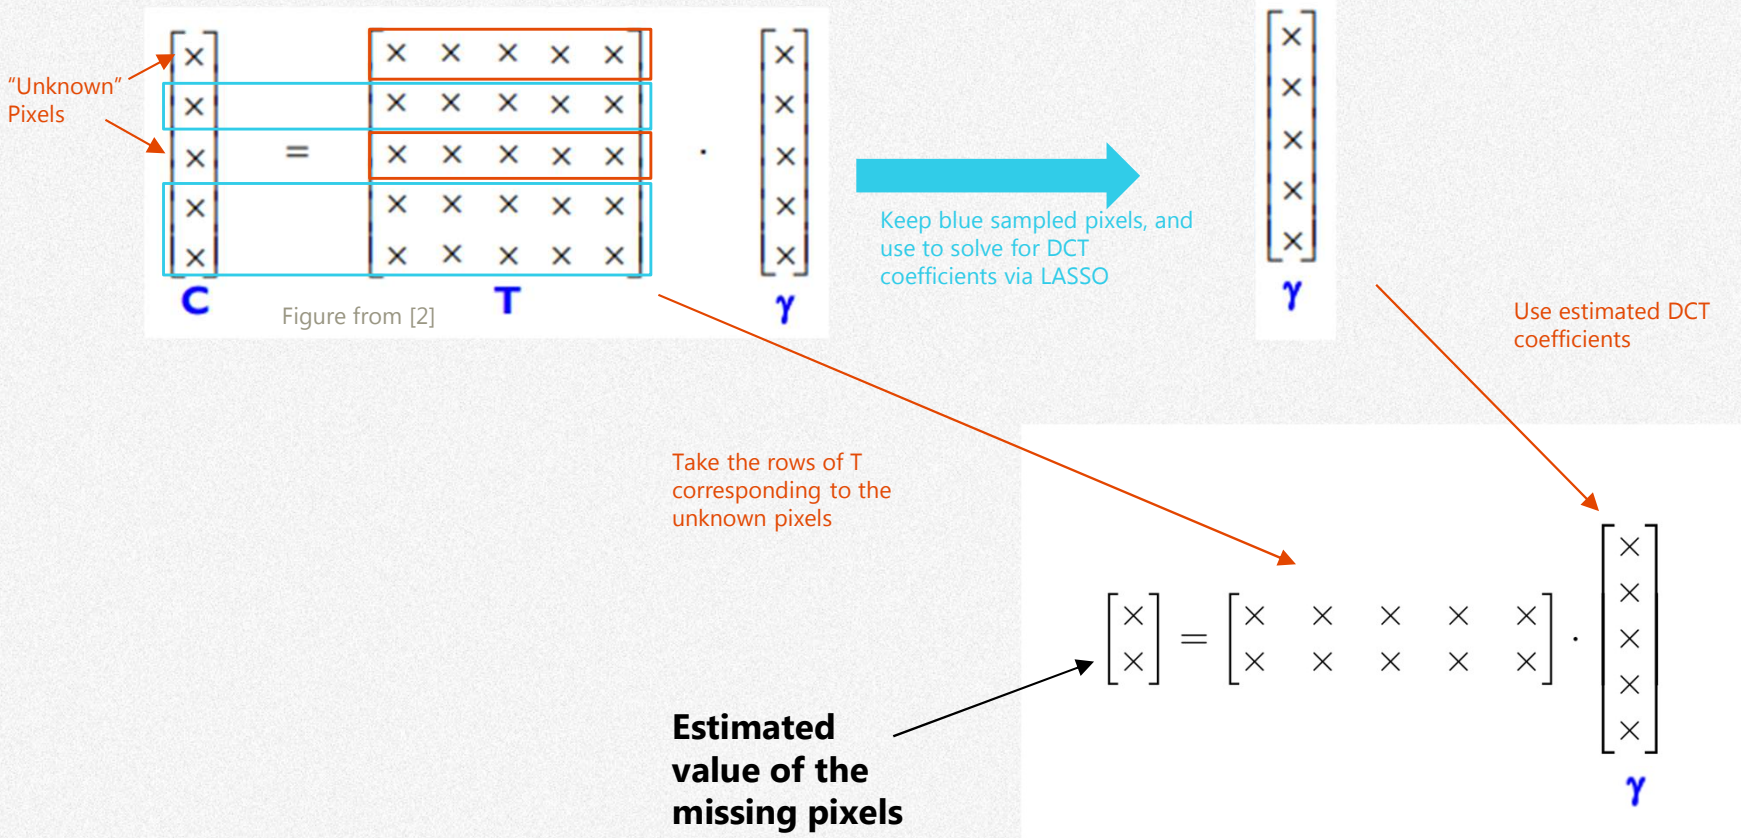 “Unknown”
Pixels
× × × × × × ×
× × × × × × ×
× = × × × × × · ×
× × × × × × ×
× × × × × × ×
C T γ
Figure from [2]
Keep blue sampled pixels, and
use to solve for DCT
coefficients via LASSO
×
×
×
×
×
γ
Use estimated DCT
coefficients
Take the rows of T
corresponding to the
unknown pixels
×
× × × × × × ×
× = × × × × × · ×
×
×
γ
Estimated
value of the
missing pixels